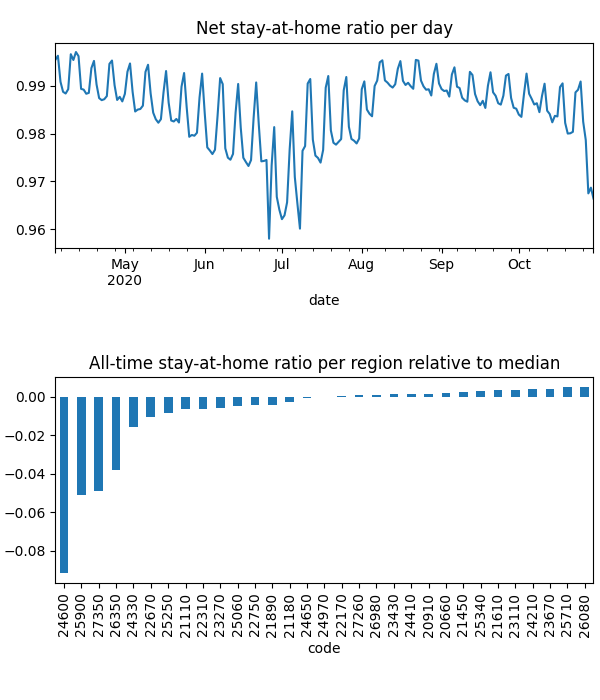 Net stay-at-home ratio per day
0.99
0.98
0.97
0.96
May Jun Jul Aug Sep Oct
2020
date
All-time stay-at-home ratio per region relative to median
0.00
−0.02
−0.04
−0.06
−0.08
24600 25900 27350 26350 24330 22670 25250 21110 22310 23270 25060 22750 21890 21180 24650 24970 22170 27260 26980 23430 24410 20910 20660 21450 25340 21610 23110 24210 23670 25710 26080
code